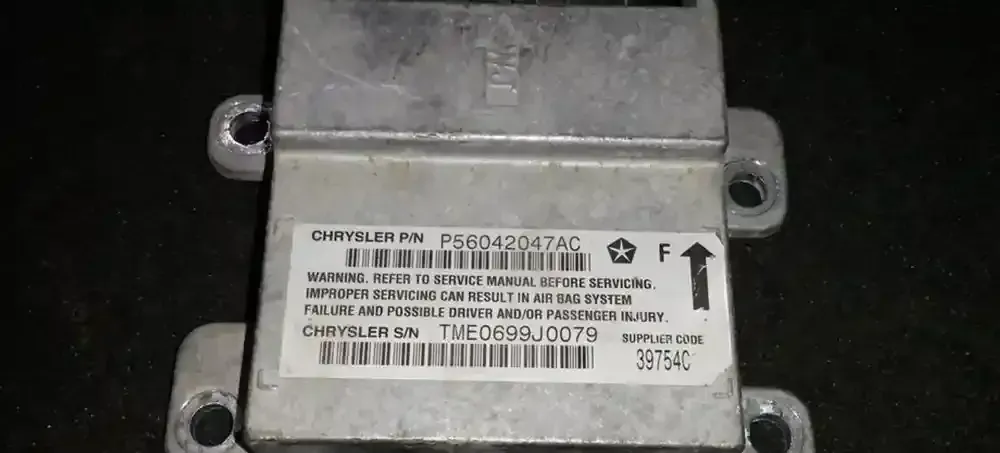 CHRYSLER P/N P56042047AC
F
WARNING. REFER TO SERVICE MANUAL BEFORE SERVICING.
IMPROPER SERVICING CAN RESULT IN AIR BAG SYSTEM
FAILURE AND POSSIBLE DRIVER AND/OR PASSENGER INJURY.
CHRYSLER S/N TME0699J0079
SUPPLIER CODE
39754C